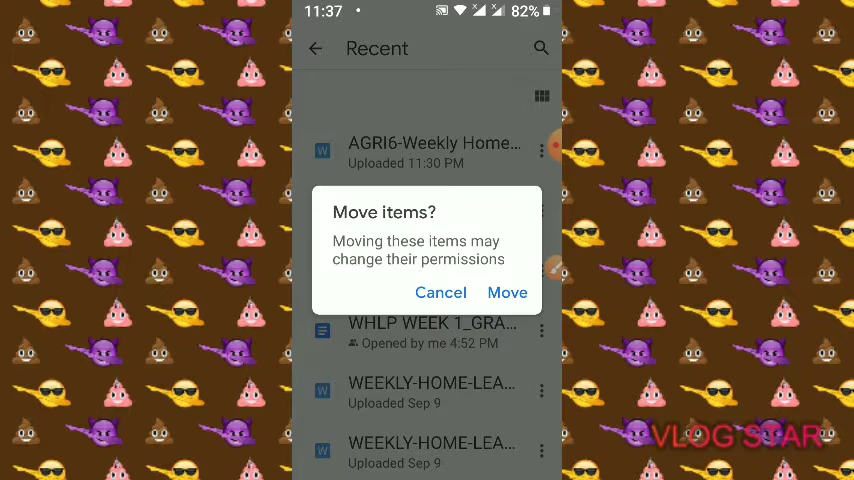 11:37
82%
Recent
AGRI6-Weekly Home...
Uploaded 11:30 PM
Move items?
Moving these items may
change their permissions
Cancel Move
WHLP WEEK 1_GRA...
Opened by me 4:52 PM
WEEKLY-HOME-LEA...
Uploaded Sep 9
WEEKLY-HOME-LEA...
Uploaded Sep 9
VLOG STAR